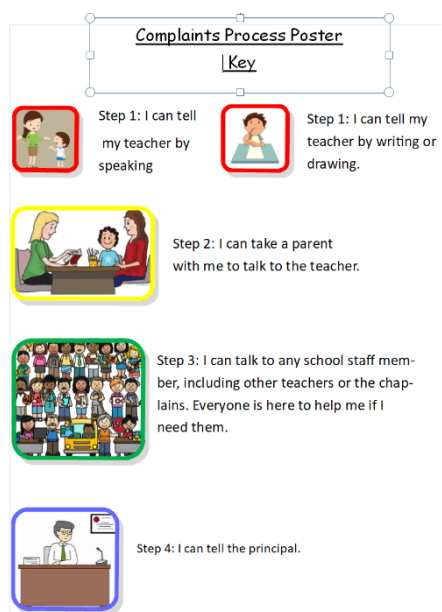 Complaints Process Poster
Key
Step 1: I can tell
my teacher by
speaking
Step 1: I can tell my
teacher by writing or
drawing.
Step 2: I can take a parent
with me to talk to the teacher.
Step 3: I can talk to any school staff mem-
ber, including other teachers or the chap-
lains. Everyone is here to help me if I
need them.
Step 4: I can tell the principal.